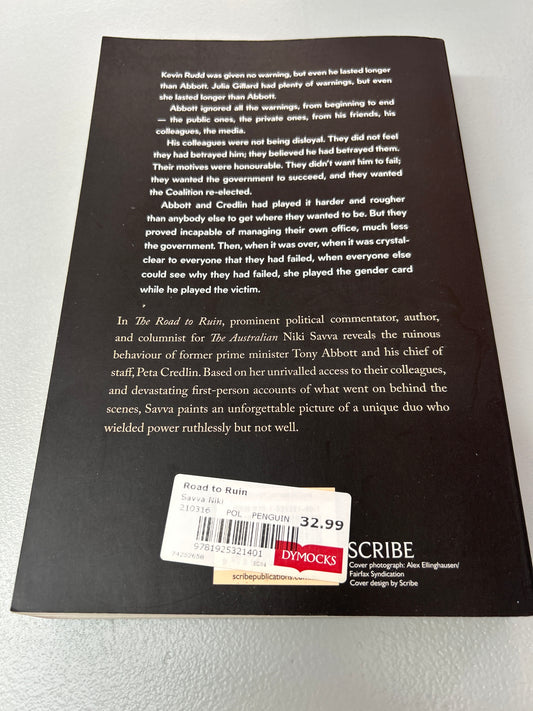 Kevin Rudd was given no warning, but even he lasted longer
than Abbott. Julia Gillard had plenty of warnings, but even
she lasted longer than Abbott.
Abbott ignored all the warnings, from beginning to end
— the public ones, the private ones, from his friends, his
colleagues, the media.
His colleagues were not being disloyal. They did not feel
they had betrayed him; they believed he had betrayed them.
Their motives were honourable. They didn't want him to fail;
they wanted the government to succeed, and they wanted
the Coalition re-elected.
Abbott and Credlin had played it harder and rougher
than anybody else to get where they wanted to be. But they
proved incapable of managing their own office, much less
the government. Then, when it was over, when it was crystal-
clear to everyone that they had failed, when everyone else
could see why they had failed, she played the gender card
while he played the victim.
In The Road to Ruin, prominent political commentator, author,
and columnist for The Australian Niki Savva reveals the ruinous
behaviour of former prime minister Tony Abbott and his chief of
staff, Peta Credlin. Based on her unrivalled access to their colleagues,
and devastating first-person accounts of what went on behind the
scenes, Savva paints an unforgettable picture of a unique duo who
wielded power ruthlessly but not well.
Road to Ruin
Savva Niki
210316 POL PENGUIN 32.99
9781925321401
DYMOCKS
scribepublications.com
SCRIBE
Cover photograph: Alex Ellinghausen/
Fairfax Syndication
Cover design by Scribe